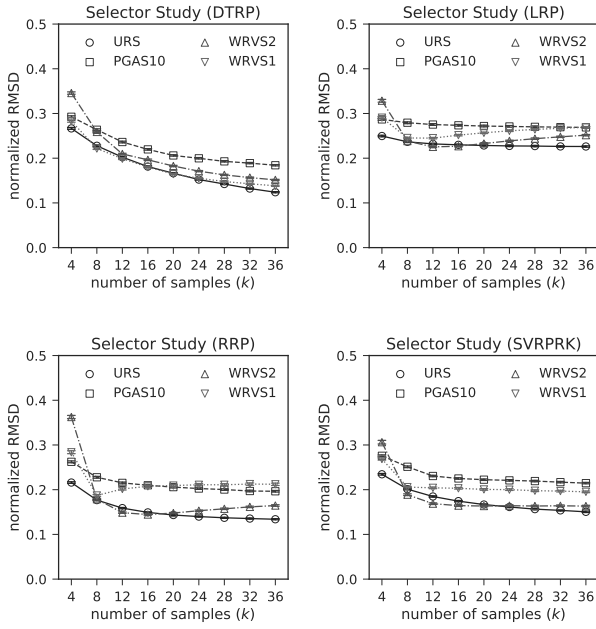 Selector Study (DTRP)
normalized RMSD
0.5
0.4
0.3
0.2
0.1
0.0
URS
PGAS10
WRVS2
WRVS1
4 8 12 16 20 24 28 32 36
number of samples (k)
Selector Study (LRP)
normalized RMSD
0.5
0.4
0.3
0.2
0.1
0.0
URS
PGAS10
WRVS2
WRVS1
4 8 12 16 20 24 28 32 36
number of samples (k)
Selector Study (RRP)
normalized RMSD
0.5
0.4
0.3
0.2
0.1
0.0
URS
PGAS10
WRVS2
WRVS1
4 8 12 16 20 24 28 32 36
number of samples (k)
Selector Study (SVRPRK)
normalized RMSD
0.5
0.4
0.3
0.2
0.1
0.0
URS
PGAS10
WRVS2
WRVS1
4 8 12 16 20 24 28 32 36
number of samples (k)